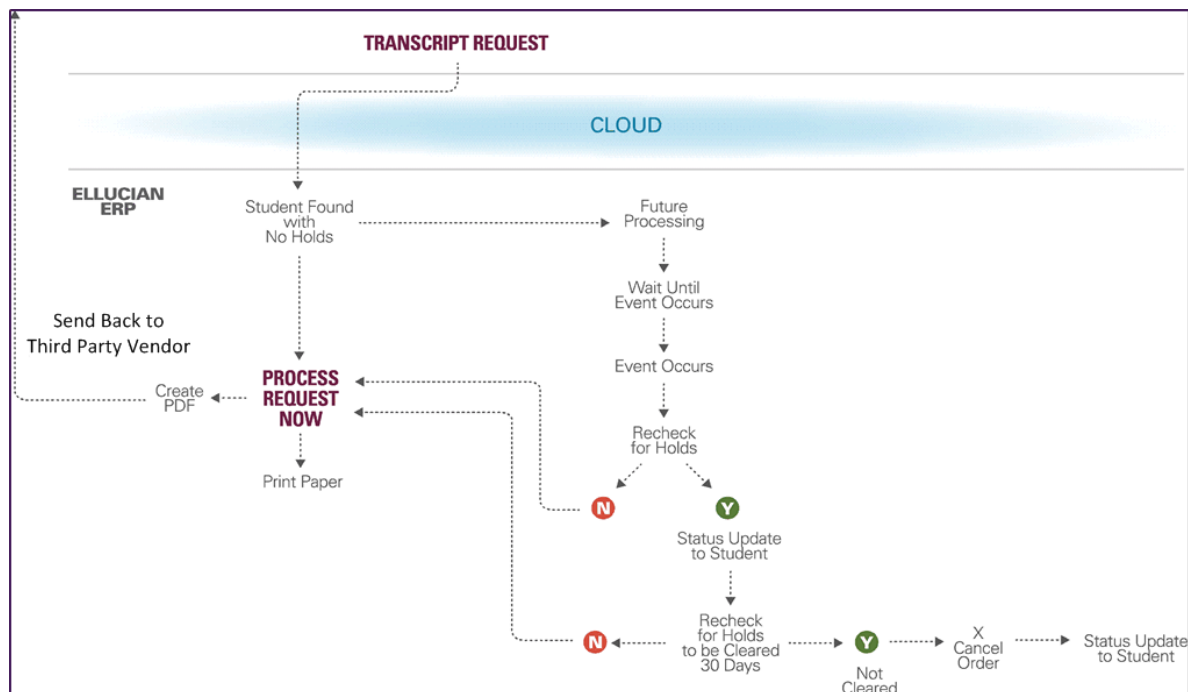 TRANSCRIPT REQUEST
CLOUD
ELLUCIAN
ERP
Student Found
with
No Holds
Future
Processing
Wait Until
Event Occurs
Send Back to
Third Party Vendor
Event Occurs
PROCESS
REQUEST
NOW
Create
PDF
Recheck
for Holds
Print Paper
N
Y
Status Update
to Student
N
Recheck
for Holds
to be Cleared
30 Days
Y
Not
Cleared
X
Cancel
Order
Status Update
to Student